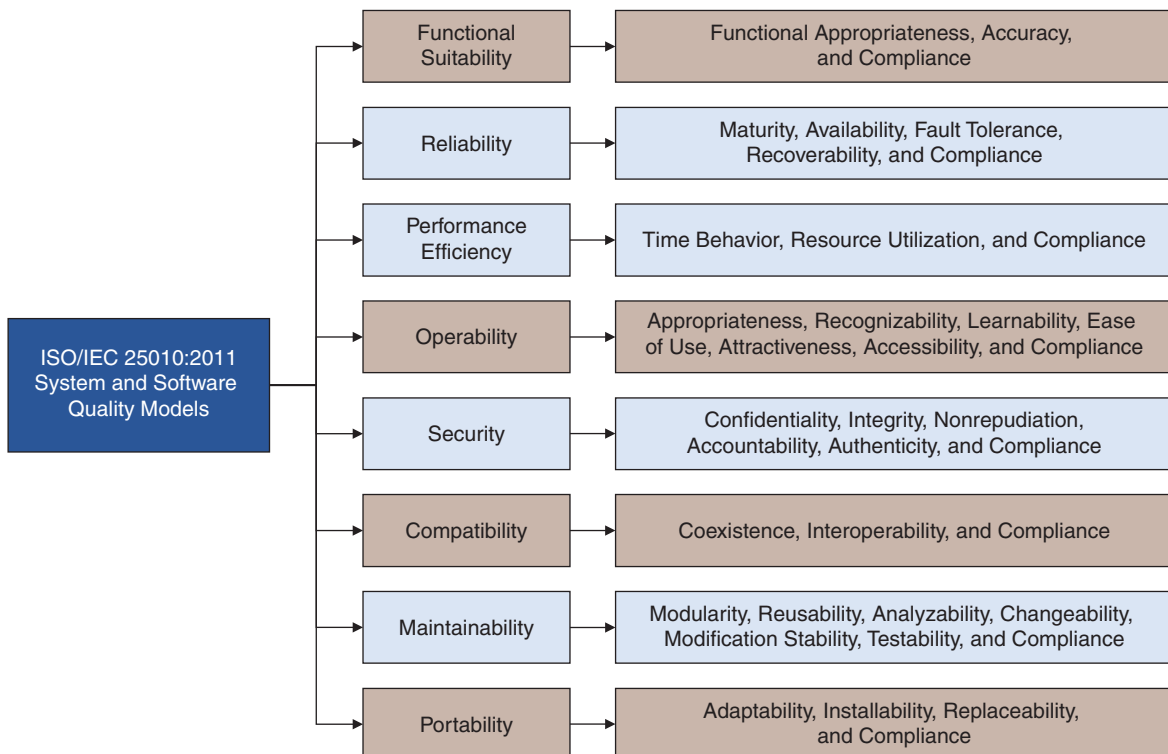 ISO/IEC 25010:2011
System and Software
Quality Models
Functional
Suitability
Functional Appropriateness, Accuracy,
and Compliance
Reliability
Maturity, Availability, Fault Tolerance,
Recoverability, and Compliance
Performance
Efficiency
Time Behavior, Resource Utilization, and Compliance
Operability
Appropriateness, Recognizability, Learnability, Ease
of Use, Attractiveness, Accessibility, and Compliance
Security
Confidentiality, Integrity, Nonrepudiation,
Accountability, Authenticity, and Compliance
Compatibility
Coexistence, Interoperability, and Compliance
Maintainability
Modularity, Reusability, Analyzability, Changeability,
Modification Stability, Testability, and Compliance
Portability
Adaptability, Installability, Replaceability,
and Compliance